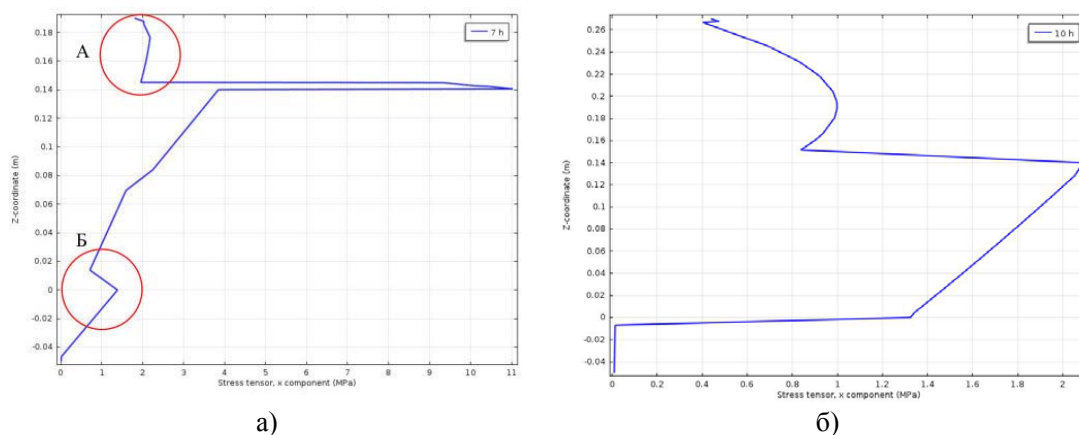 0.18
0.16
0.14
0.12
0.1
0.08
0.06
0.04
0.02
0
-0.02
-0.04
Z-coordinate (m)
А
Б
7 h
0 1 2 3 4 5 6 7 8 9 10 11
Stress tensor, x component (MPa)
а)
0.26
0.24
0.22
0.2
0.18
0.16
0.14
0.12
0.1
0.08
0.06
0.04
0.02
0
-0.02
-0.04
Z-coordinate (m)
10 h
0 0.2 0.4 0.6 0.8 1 1.2 1.4 1.6 1.8 2
Stress tensor, x component (MPa)
б)